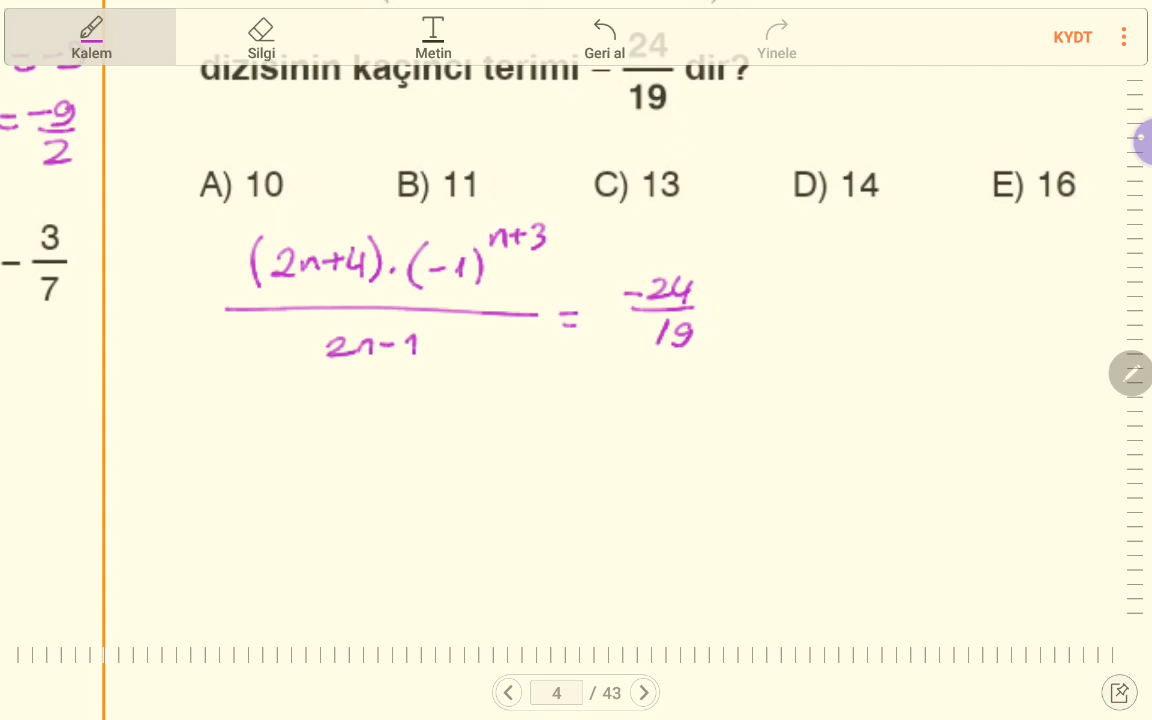 Kalem Silgi Metin Geri al Yinele KYDT
dizisinin kaçıncı terimi – 24/19 dir?
= -9/2
A) 10 B) 11 C) 13 D) 14 E) 16
– 3/7
(2n+4).(-1)^n+3 / 2n-1 = -24/19
4 / 43